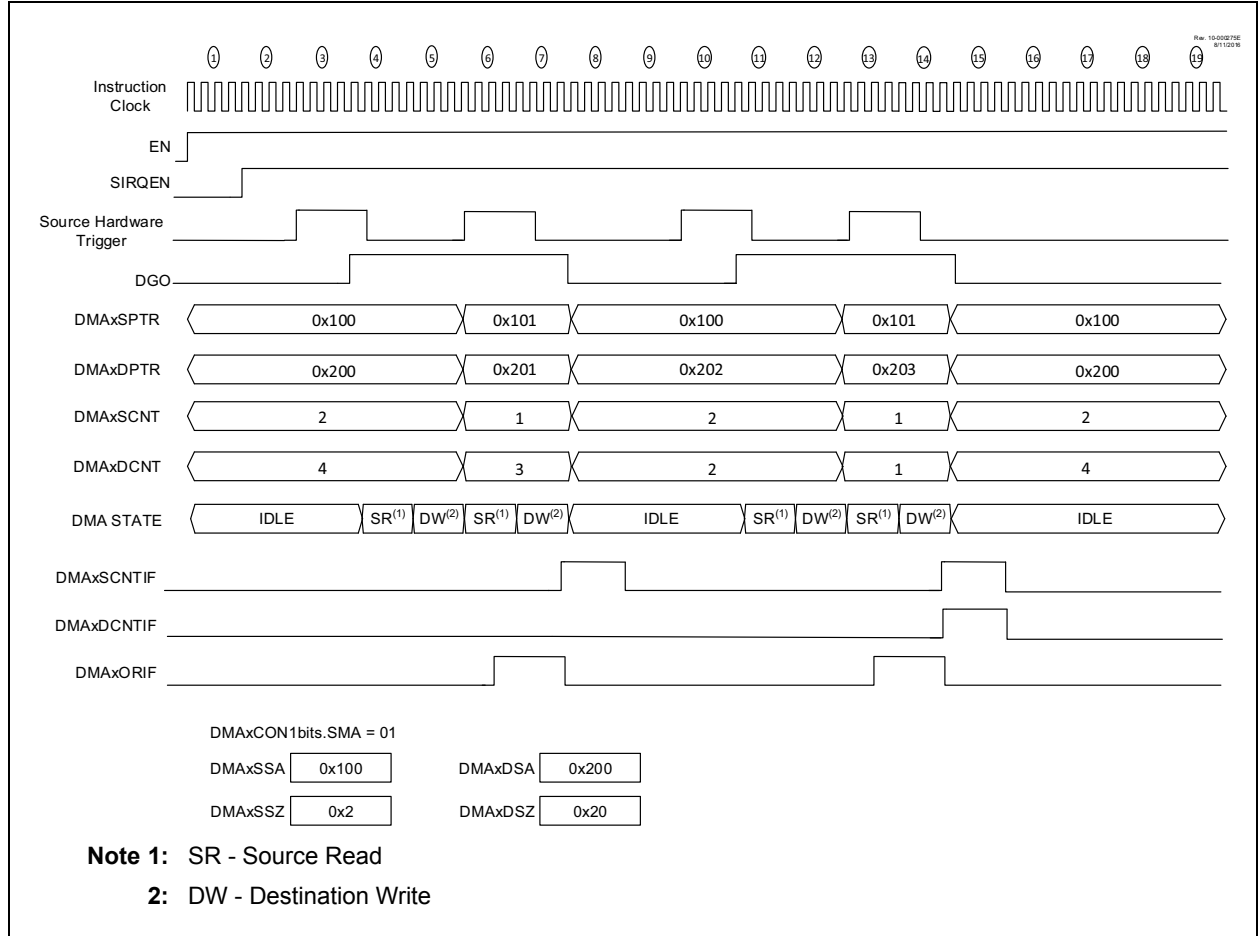 Rev. 10-000275E
8/11/2016
1 2 3 4 5 6 7 8 9 10 11 12 13 14 15 16 17 18 19
Instruction
Clock
EN
SIRQEN
Source Hardware
Trigger
DGO
DMAxSPTR 0x100 0x101 0x100 0x101 0x100
DMAxDPTR 0x200 0x201 0x202 0x203 0x200
DMAxSCNT 2 1 2 1 2
DMAxDCNT 4 3 2 1 4
DMA STATE IDLE SR(1) DW(2) SR(1) DW(2) IDLE SR(1) DW(2) SR(1) DW(2) IDLE
DMAxSCNTIF
DMAxDCNTIF
DMAxORIF
DMAxCON1bits.SMA = 01
DMAxSSA 0x100 DMAxDSA 0x200
DMAxSSZ 0x2 DMAxDSZ 0x20
Note 1: SR - Source Read
2: DW - Destination Write